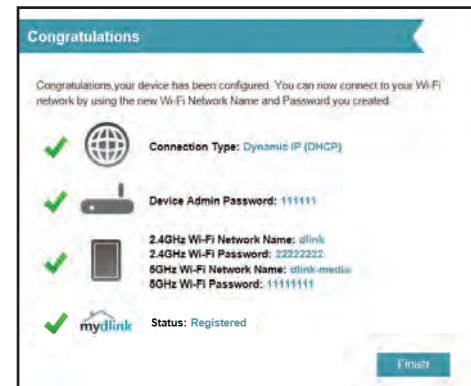 Congratulations
Congratulations,your device has been configured. You can now connect to your Wi-Fi
network by using the new Wi-Fi Network Name and Password you created.
Connection Type: Dynamic IP (DHCP)
Device Admin Password: 111111
2.4GHz Wi-Fi Network Name: dlink
2.4GHz Wi-Fi Password: 22222222
5GHz Wi-Fi Network Name: dlink-media
5GHz Wi-Fi Password: 11111111
mydlink Status: Registered
Finish